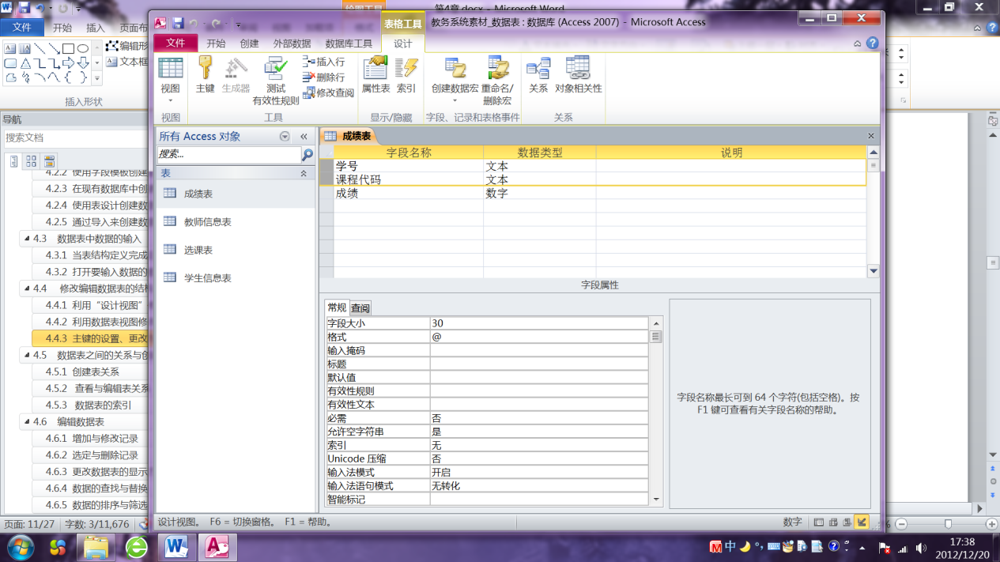 第4章.docx - Microsoft Word
文件
开始
插入
插入形状
导航
搜索文档
4.2.2 使用字段模板创建
4.2.3 在现有数据库中创
4.2.4 使用表设计创建数
4.2.5 通过导入来创建数
4.3 数据表中数据的输入
4.3.1 当表结构定义完成
4.3.2 打开要输入数据的
4.4 修改编辑数据表的结构
4.4.1 利用“设计视图”
4.4.2 利用数据表视图修
4.4.3 主键的设置、更改
4.5 数据表之间的关系与创
4.5.1 创建表关系
4.5.2 查看与编辑表关系
4.5.3 数据表的索引
4.6 编辑数据表
4.6.1 增加与修改记录
4.6.2 选定与删除记录
4.6.3 更改数据表的显示
4.6.4 数据的查找与替换
4.6.5 数据的排序与筛选
页面: 11/27 字数: 3/11,676
表格工具
教务系统素材_数据表 : 数据库 (Access 2007) - Microsoft Access
文件 开始 创建 外部数据 数据库工具 设计
视图
主键
生成器
测试
有效性规则
插入行
删除行
修改查阅
属性表
索引
创建数据宏
重命名/
删除宏
关系
对象相关性
视图 工具 显示/隐藏 字段、记录和表格事件 关系
所有 Access 对象
搜索...
表
成绩表
教师信息表
选课表
学生信息表
成绩表
字段名称 数据类型 说明
学号 文本
课程代码 文本
成绩 数字
字段属性
常规 查阅
字段大小 30
格式 @
输入掩码
标题
默认值
有效性规则
有效性文本
必需 否
允许空字符串 是
索引 无
Unicode 压缩 否
输入法模式 开启
输入法语句模式 无转化
智能标记
字段名称最长可到 64 个字符(包括空格)。按
F1 键可查看有关字段名称的帮助。
设计视图。 F6 = 切换窗格。 F1 = 帮助。
数字
中
17:38
2012/12/20